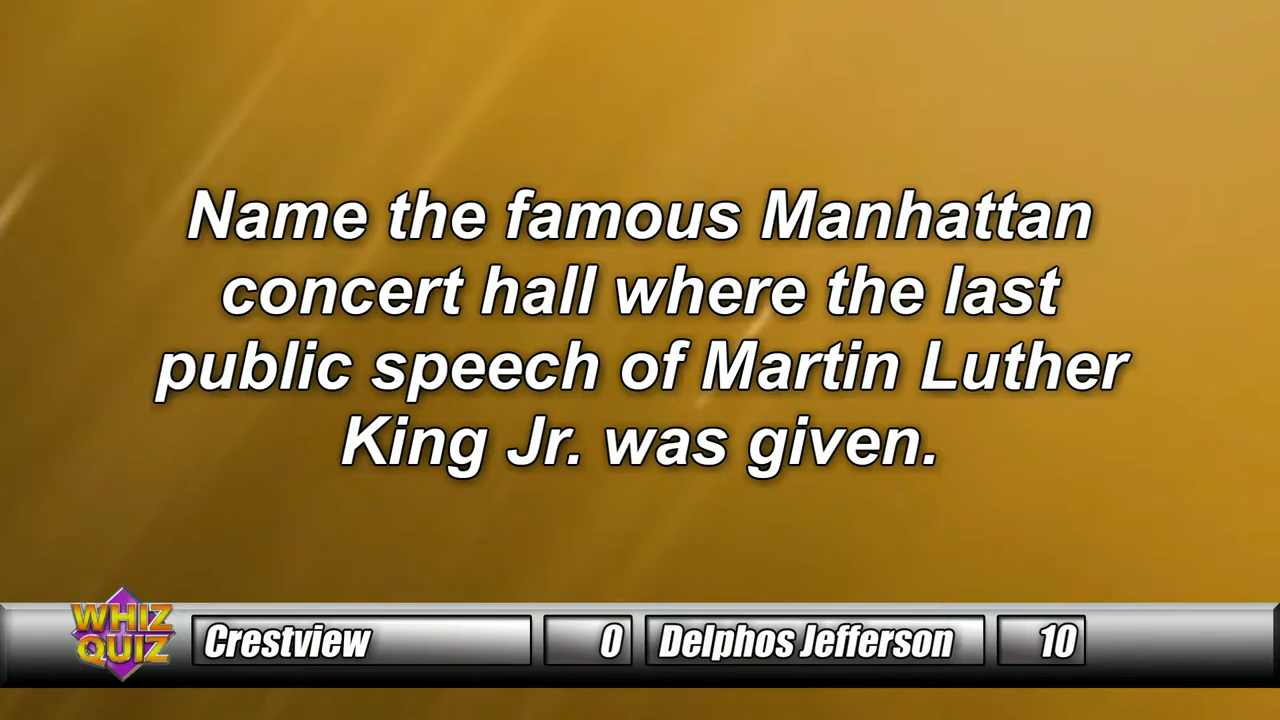 Name the famous Manhattan
concert hall where the last
public speech of Martin Luther
King Jr. was given.
WHIZ
QUIZ
Crestview 0 Delphos Jefferson 10